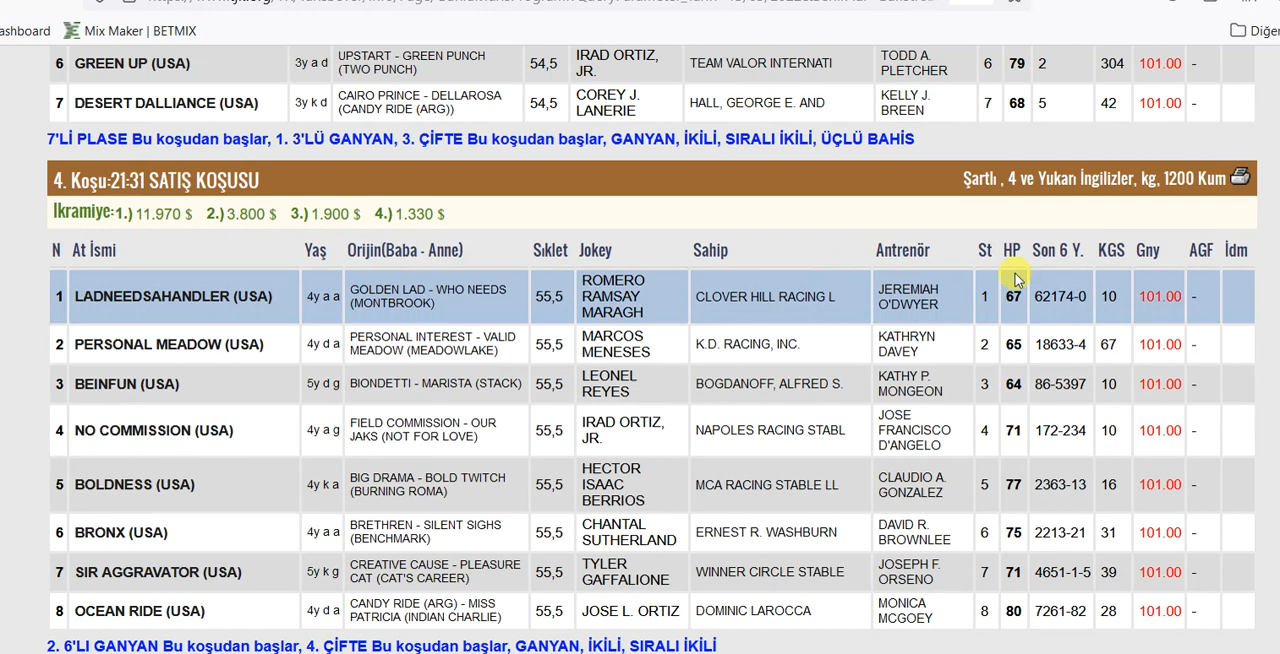 ashboard Mix Maker | BETMIX Diğer
6 GREEN UP (USA) 3y a d UPSTART - GREEN PUNCH (TWO PUNCH) 54,5 IRAD ORTIZ, JR. TEAM VALOR INTERNATI TODD A. PLETCHER 6 79 2 304 101.00 -
7 DESERT DALLIANCE (USA) 3y k d CAIRO PRINCE - DELLAROSA (CANDY RIDE (ARG)) 54,5 COREY J. LANERIE HALL, GEORGE E. AND KELLY J. BREEN 7 68 5 42 101.00 -
7'Lİ PLASE Bu koşudan başlar, 1. 3'LÜ GANYAN, 3. ÇİFTE Bu koşudan başlar, GANYAN, İKİLİ, SIRALI İKİLİ, ÜÇLÜ BAHİS
4. Koşu:21:31 SATIŞ KOŞUSU Şartlı , 4 ve Yukarı İngilizler, kg, 1200 Kum
İkramiye:1.) 11.970 $ 2.) 3.800 $ 3.) 1.900 $ 4.) 1.330 $
N At İsmi Yaş Orijin(Baba - Anne) Sıklet Jokey Sahip Antrenör St HP Son 6 Y. KGS Gny AGF İdm
1 LADNEEDSAHANDLER (USA) 4y a a GOLDEN LAD - WHO NEEDS (MONTBROOK) 55,5 ROMERO RAMSAY MARAGH CLOVER HILL RACING L JEREMIAH O'DWYER 1 67 62174-0 10 101.00 -
2 PERSONAL MEADOW (USA) 4y d a PERSONAL INTEREST - VALID MEADOW (MEADOWLAKE) 55,5 MARCOS MENESES K.D. RACING, INC. KATHRYN DAVEY 2 65 18633-4 67 101.00 -
3 BEINFUN (USA) 5y d g BIONDETTI - MARISTA (STACK) 55,5 LEONEL REYES BOGDANOFF, ALFRED S. KATHY P. MONGEON 3 64 86-5397 10 101.00 -
4 NO COMMISSION (USA) 4y a g FIELD COMMISSION - OUR JAKS (NOT FOR LOVE) 55,5 IRAD ORTIZ, JR. NAPOLES RACING STABL JOSE FRANCISCO D'ANGELO 4 71 172-234 10 101.00 -
5 BOLDNESS (USA) 4y k a BIG DRAMA - BOLD TWITCH (BURNING ROMA) 55,5 HECTOR ISAAC BERRIOS MCA RACING STABLE LL CLAUDIO A. GONZALEZ 5 77 2363-13 16 101.00 -
6 BRONX (USA) 4y a a BRETHREN - SILENT SIGHS (BENCHMARK) 55,5 CHANTAL SUTHERLAND ERNEST R. WASHBURN DAVID R. BROWNLEE 6 75 2213-21 31 101.00 -
7 SIR AGGRAVATOR (USA) 5y k g CREATIVE CAUSE - PLEASURE CAT (CAT'S CAREER) 55,5 TYLER GAFFALIONE WINNER CIRCLE STABLE JOSEPH F. ORSENO 7 71 4651-1-5 39 101.00 -
8 OCEAN RIDE (USA) 4y d a CANDY RIDE (ARG) - MISS PATRICIA (INDIAN CHARLIE) 55,5 JOSE L. ORTIZ DOMINIC LAROCCA MONICA MCGOEY 8 80 7261-82 28 101.00 -
2. 6'LI GANYAN Bu koşudan başlar, 4. ÇİFTE Bu koşudan başlar, GANYAN, İKİLİ, SIRALI İKİLİ